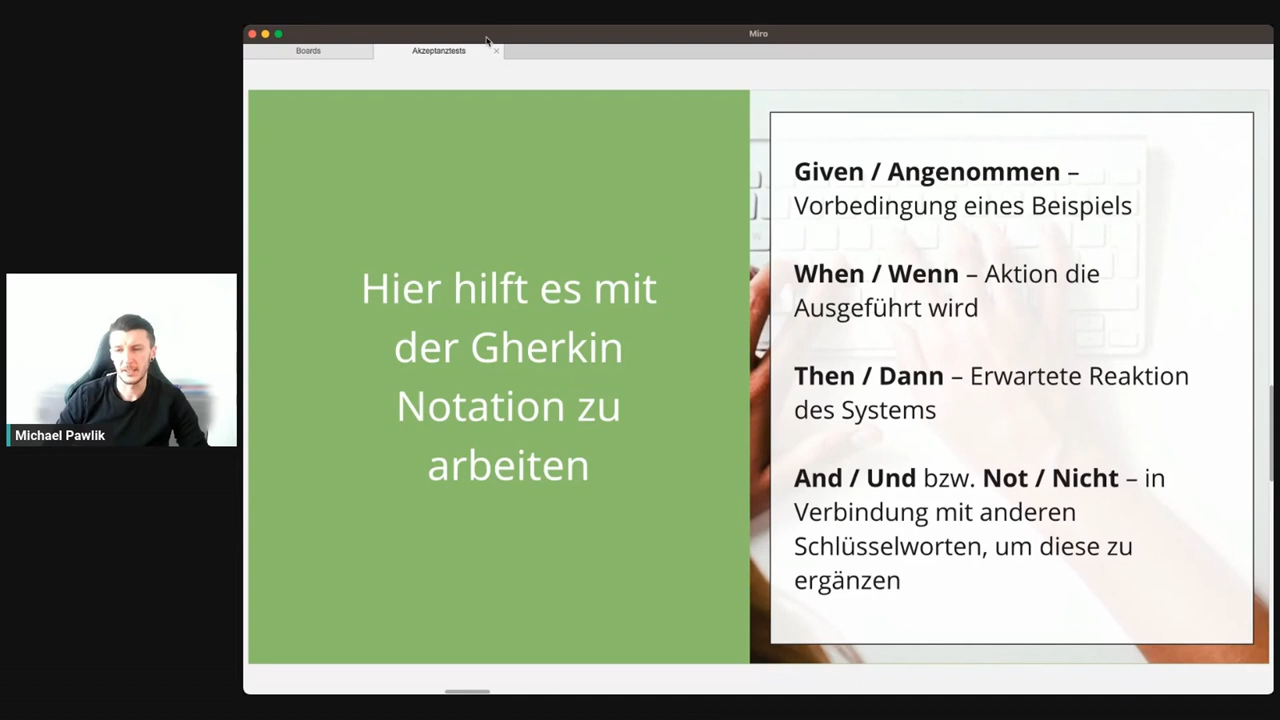 Miro
Boards
Akzeptanztests
Hier hilft es mit
der Gherkin
Notation zu
arbeiten
Given / Angenommen –
Vorbedingung eines Beispiels
When / Wenn – Aktion die
Ausgeführt wird
Then / Dann – Erwartete Reaktion
des Systems
And / Und bzw. Not / Nicht – in
Verbindung mit anderen
Schlüsselworten, um diese zu
ergänzen
Michael Pawlik